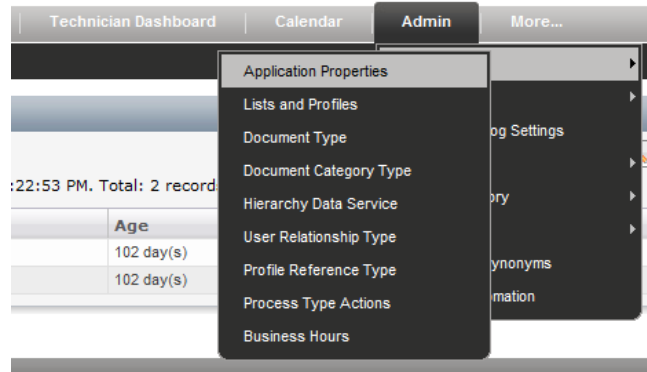 Technician Dashboard Calendar Admin More...
Application Properties
Lists and Profiles
Document Type
og Settings
Document Category Type
:22:53 PM. Total: 2 record
Hierarchy Data Service
ory
Age
User Relationship Type
102 day(s)
Profile Reference Type
ynonyms
102 day(s)
Process Type Actions
mation
Business Hours